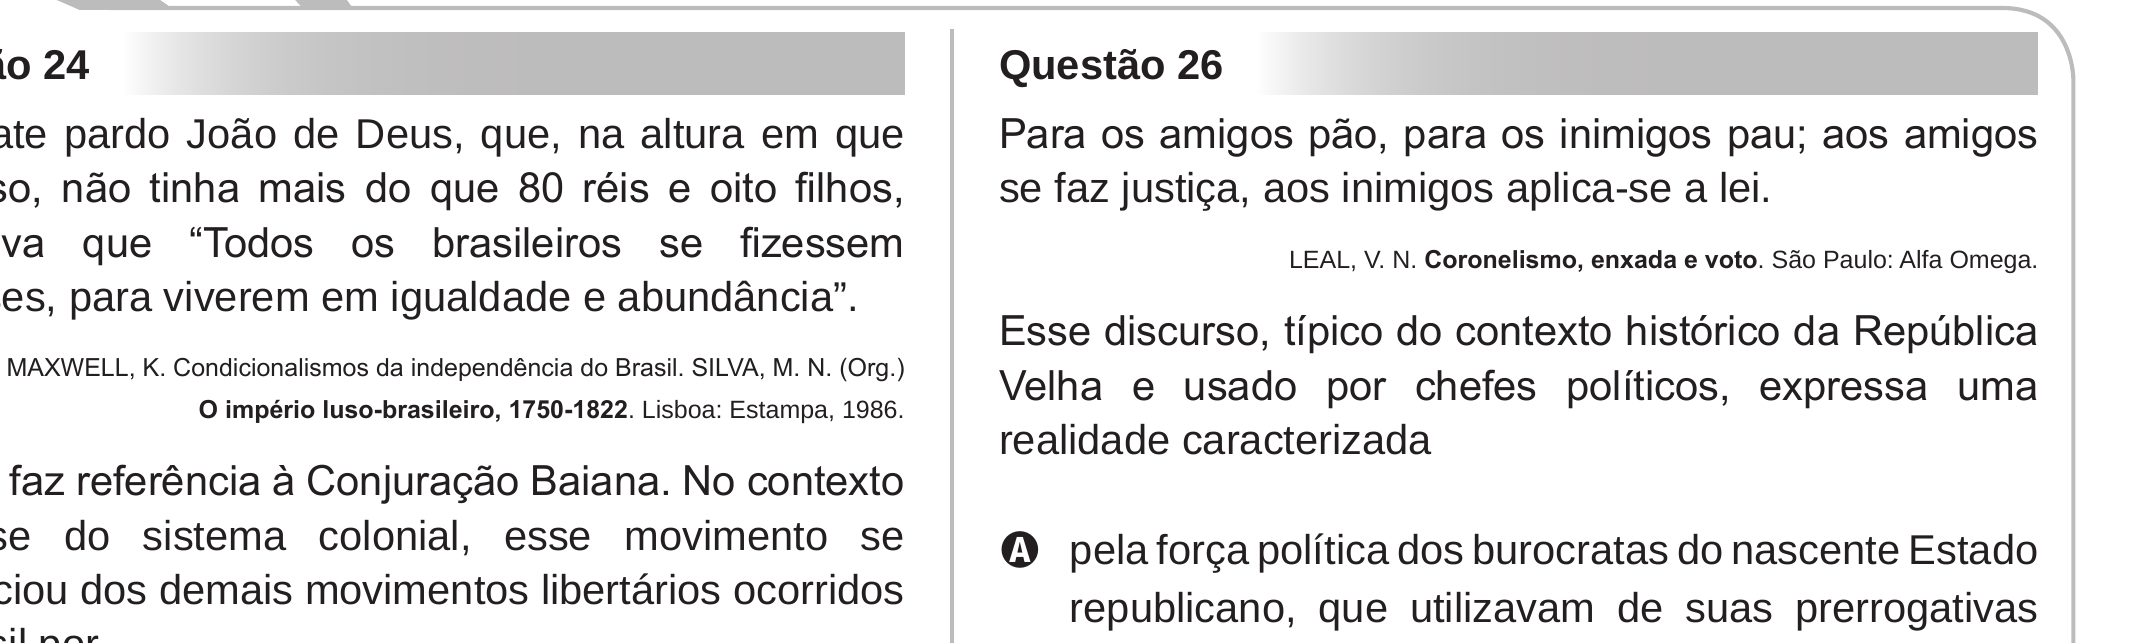 ão 24
ate pardo João de Deus, que, na altura em que
so, não tinha mais do que 80 réis e oito filhos,
va que “Todos os brasileiros se fizessem
es, para viverem em igualdade e abundância”.
MAXWELL, K. Condicionalismos da independência do Brasil. SILVA, M. N. (Org.)
O império luso-brasileiro, 1750-1822. Lisboa: Estampa, 1986.
faz referência à Conjuração Baiana. No contexto
se do sistema colonial, esse movimento se
ciou dos demais movimentos libertários ocorridos
Questão 26
Para os amigos pão, para os inimigos pau; aos amigos
se faz justiça, aos inimigos aplica-se a lei.
LEAL, V. N. Coronelismo, enxada e voto. São Paulo: Alfa Omega.
Esse discurso, típico do contexto histórico da República
Velha e usado por chefes políticos, expressa uma
realidade caracterizada
A pela força política dos burocratas do nascente Estado
republicano, que utilizavam de suas prerrogativas